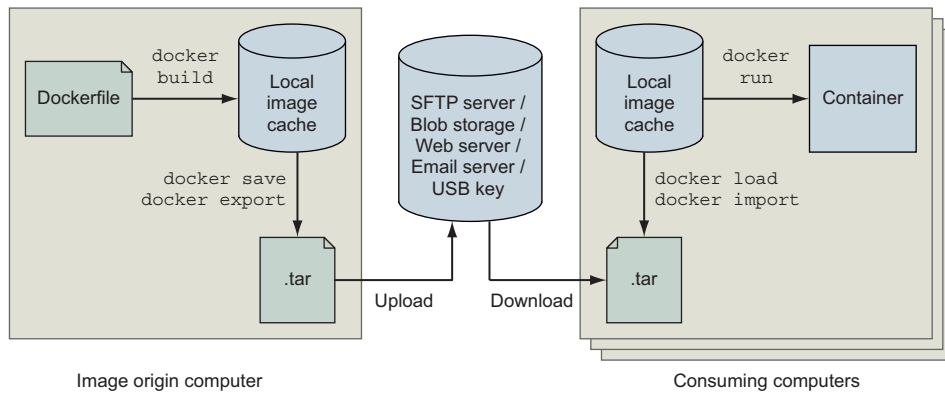 Dockerfile
docker
build
Local
image
cache
docker save
docker export
.tar
Upload
SFTP server /
Blob storage /
Web server /
Email server /
USB key
Download
Local
image
cache
docker
run
Container
docker load
docker import
.tar
Image origin computer
Consuming computers